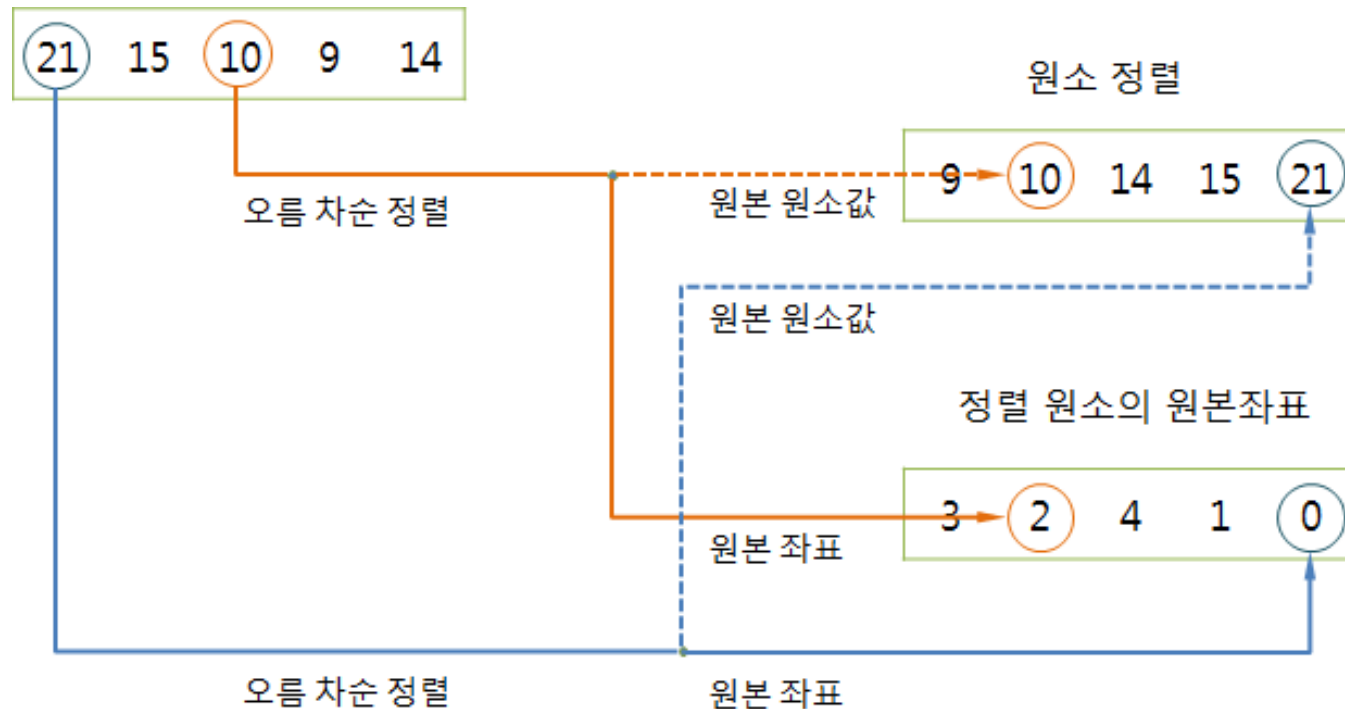 21 15 10 9 14
원소 정렬
9 10 14 15 21
오름 차순 정렬
원본 원소값
원본 원소값
정렬 원소의 원본좌표
3 2 4 1 0
원본 좌표
오름 차순 정렬
원본 좌표